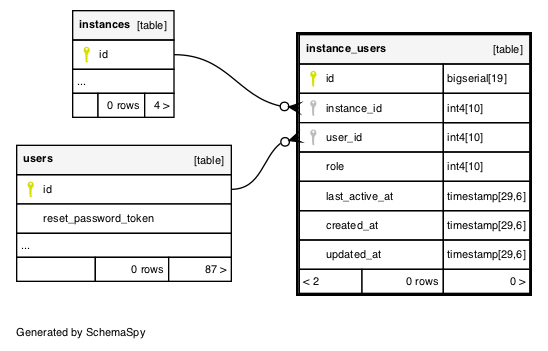 instances [table]
id
...
0 rows 4 >
users [table]
id
reset_password_token
...
0 rows 87 >
instance_users [table]
id bigserial[19]
instance_id int4[10]
user_id int4[10]
role int4[10]
last_active_at timestamp[29,6]
created_at timestamp[29,6]
updated_at timestamp[29,6]
< 2 0 rows 0 >
Generated by SchemaSpy